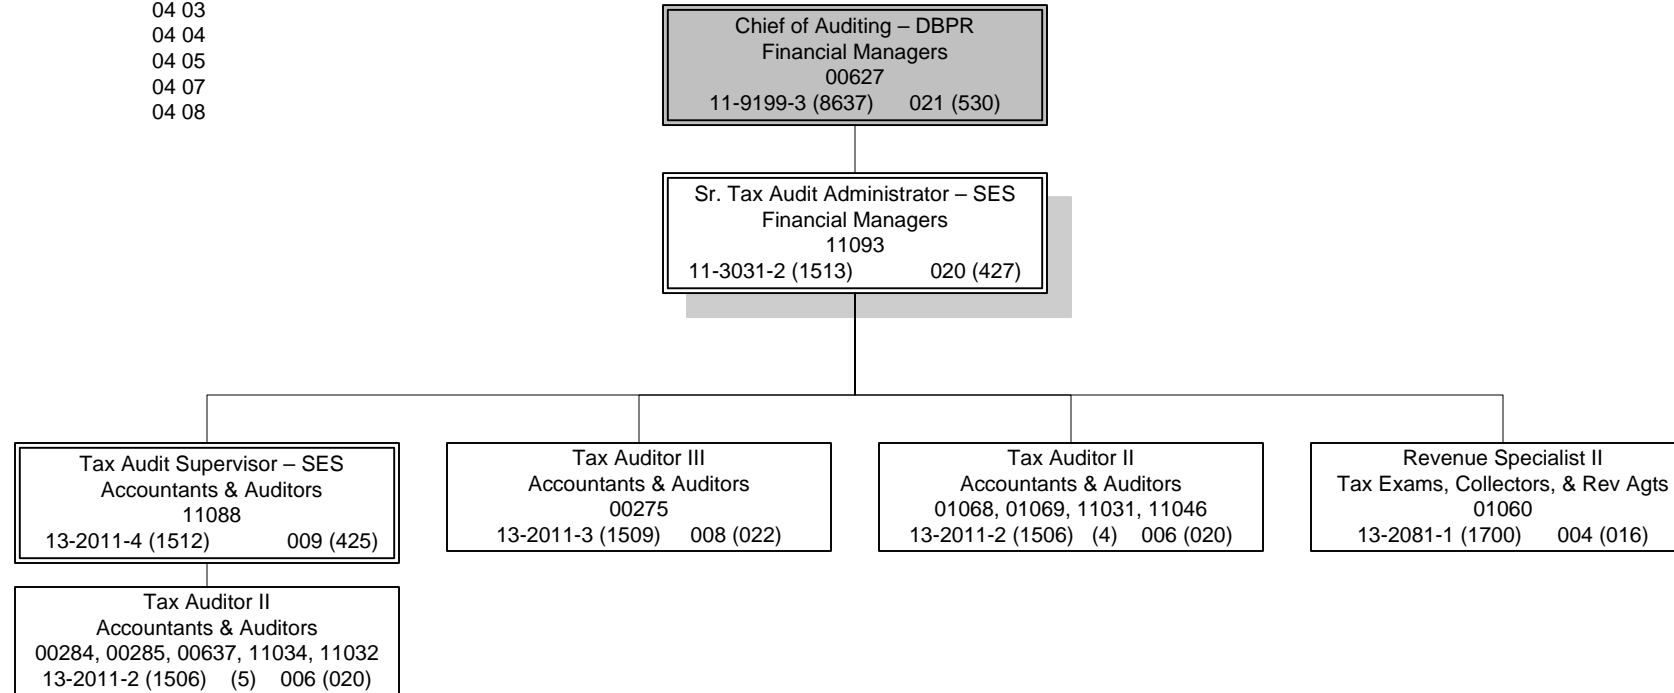 04 03
04 04
04 05
04 07
04 08
Chief of Auditing – DBPR
Financial Managers
00627
11-9199-3 (8637) 021 (530)
Sr. Tax Audit Administrator – SES
Financial Managers
11093
11-3031-2 (1513) 020 (427)
Tax Audit Supervisor – SES
Accountants & Auditors
11088
13-2011-4 (1512) 009 (425)
Tax Auditor II
Accountants & Auditors
00284, 00285, 00637, 11034, 11032
13-2011-2 (1506) (5) 006 (020)
Tax Auditor III
Accountants & Auditors
00275
13-2011-3 (1509) 008 (022)
Tax Auditor II
Accountants & Auditors
01068, 01069, 11031, 11046
13-2011-2 (1506) (4) 006 (020)
Revenue Specialist II
Tax Exams, Collectors, & Rev Agts
01060
13-2081-1 (1700) 004 (016)